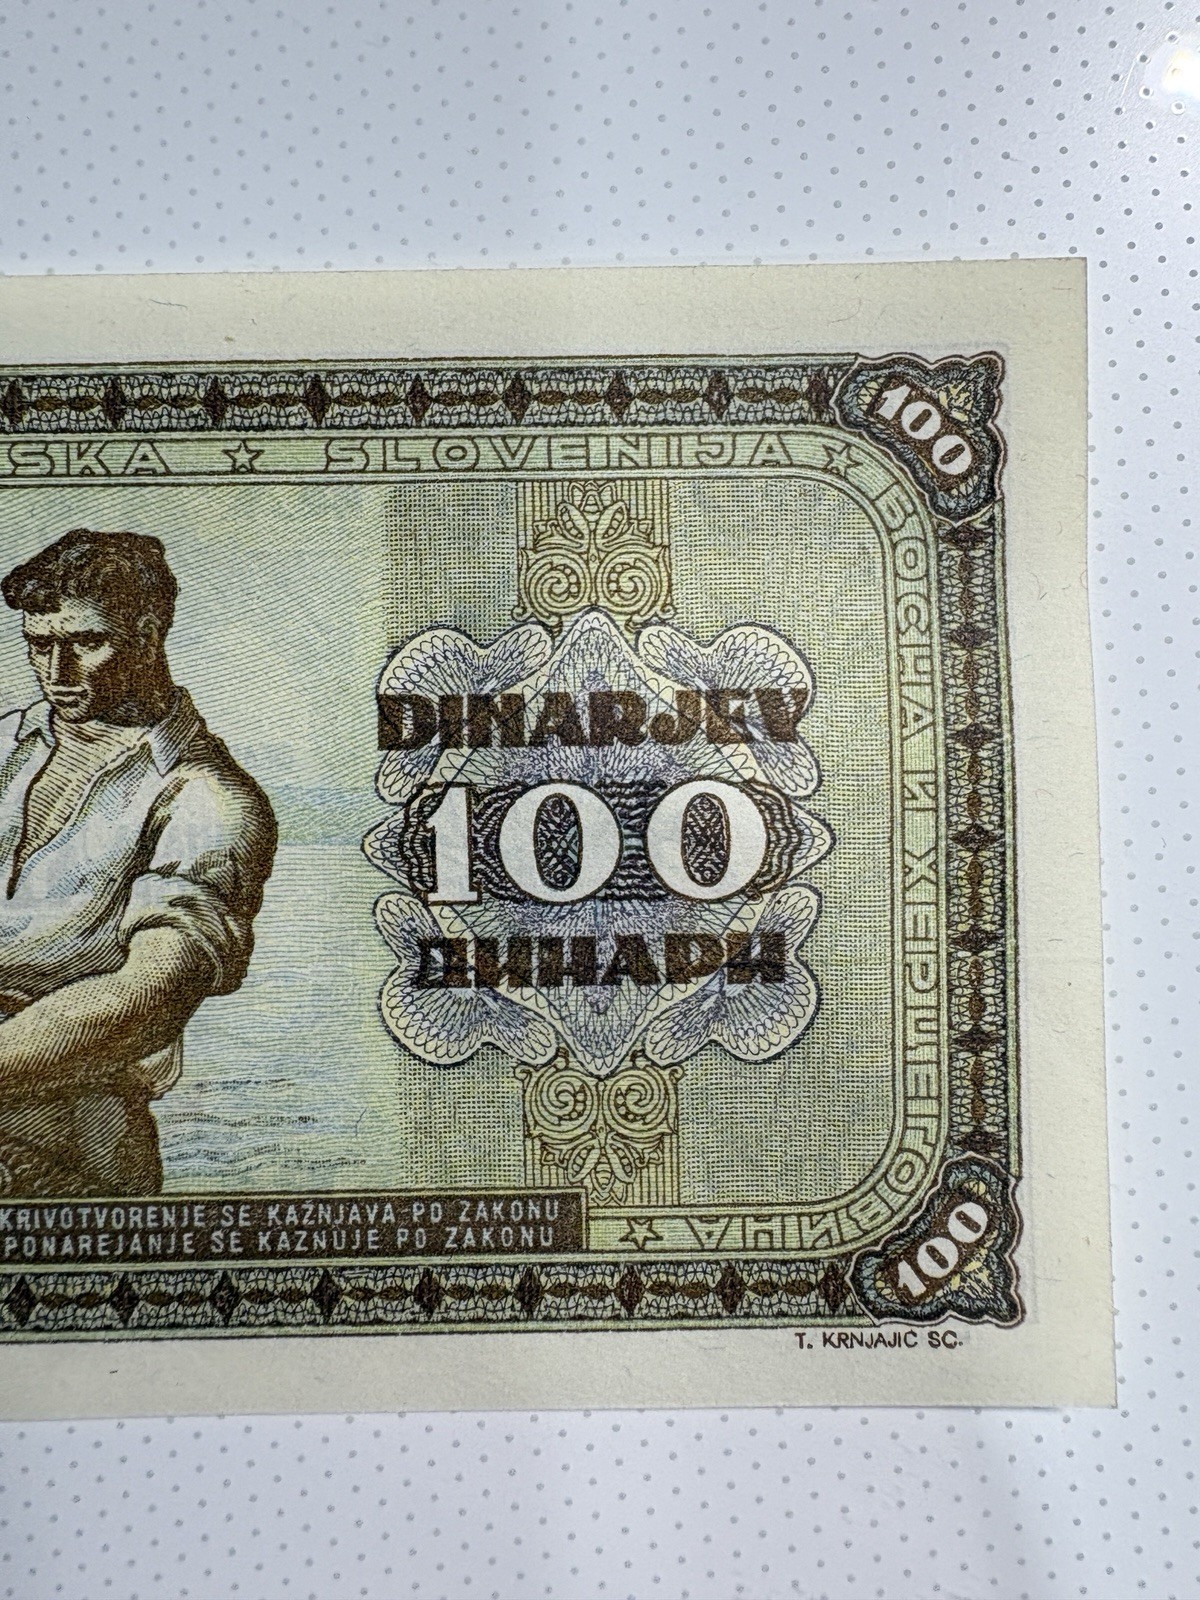 100
SKA ☆ SLOVENIJA ☆ БОСНА И ХЕРЦЕГОВИНА ☆
DINARJEV
100
ДИНАРИ
KRIVOTVORENJE SE KAŽNJAVA PO ZAKONU
PONAREJANJE SE KAZNUJE PO ZAKONU
100
T. KRNJAJIĆ SC.